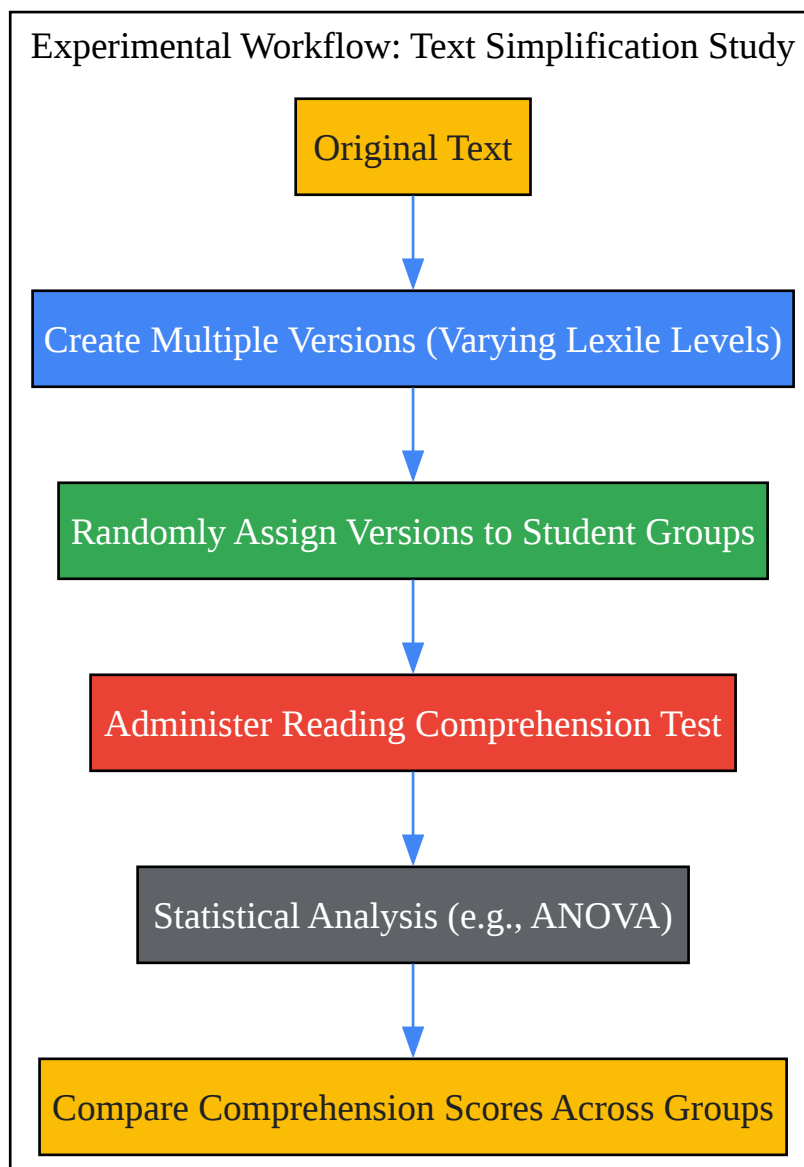 Experimental Workflow: Text Simplification Study
Original Text
Create Multiple Versions (Varying Lexile Levels)
Randomly Assign Versions to Student Groups
Administer Reading Comprehension Test
Statistical Analysis (e.g., ANOVA)
Compare Comprehension Scores Across Groups